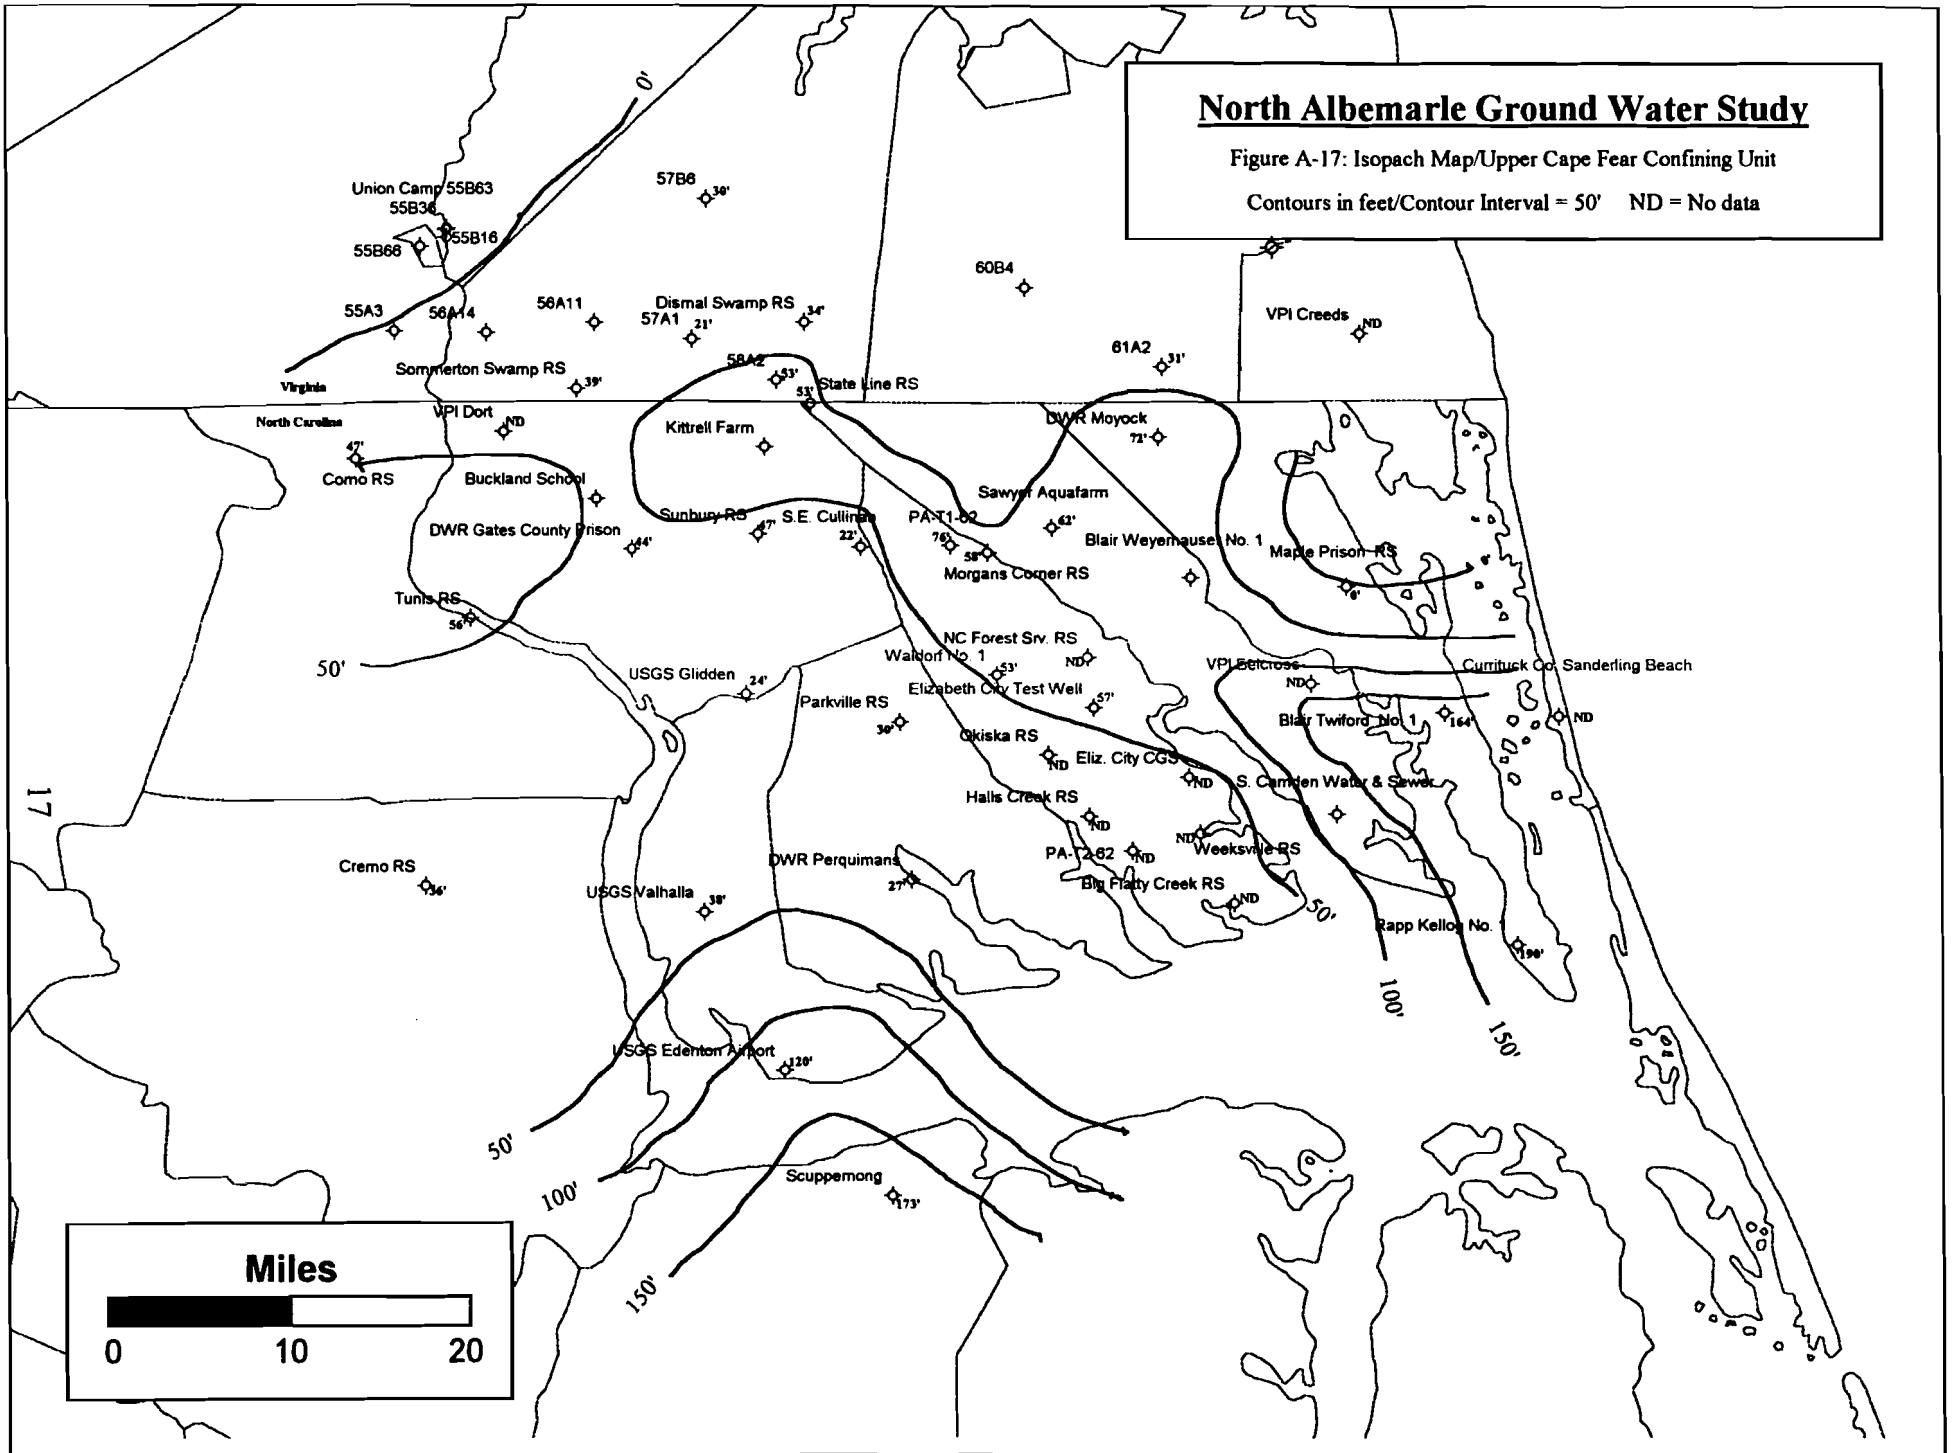 North Albemarle Ground Water Study
Figure A-17: Isopach Map/Upper Cape Fear Confining Unit
Contours in feet/Contour Interval = 50' ND = No data
0'
57B6
30'
Union Camp 55B63
55B36
55B16
55B66
60B4
55A3
56A14
56A11
Dismal Swamp RS
34'
57A1
21'
VPI Creeds
ND
61A2
31'
58A2
53'
Sommerton Swamp RS
39'
State Line RS
53'
Virginia
North Carolina
VPI Dort
ND
Kittrell Farm
DWR Moyock
72'
47'
Como RS
Buckland School
Sawyer Aquafarm
62'
Sunbury RS
47'
S.E. Cullinan
22'
PA-T1-62
76'
58'
DWR Gates County Prison
44'
Blair Weyerhauser No. 1
Maple Prison RS
6'
Morgans Corner RS
Tunis RS
56'
50'
NC Forest Srv. RS
ND
Waldorf No. 1
53'
VPI Belcross
ND
Currituck Co. Sanderling Beach
ND
USGS Glidden
24'
Elizabeth City Test Well
57'
Parkville RS
30'
Blair Twiford No. 1
164'
Okiska RS
ND
Eliz. City CGS
ND
S. Camden Water & Sewer
Halls Creek RS
ND
17
Cremo RS
36'
DWR Perquimans
27'
PA-T2-62
ND
ND
Weeksville RS
USGS Valhalla
38'
Big Flatty Creek RS
ND
50'
Rapp Kellog No. 1
190'
100'
150'
USGS Edenton Airport
120'
50'
100'
150'
Scuppernong
173'
Miles
0 10 20